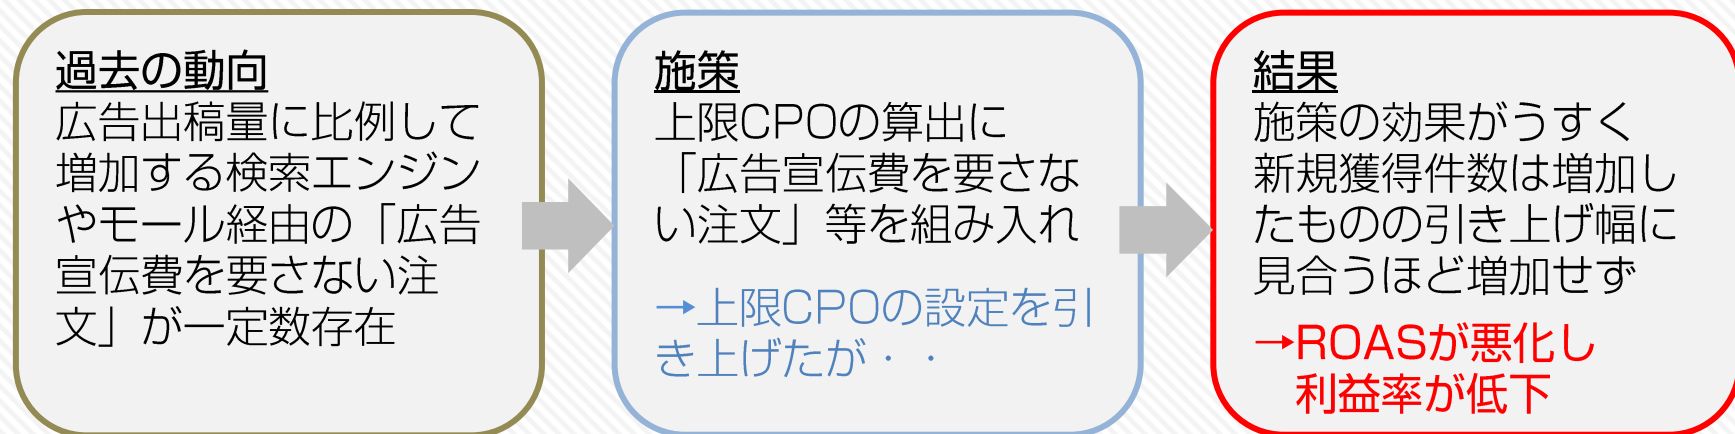 過去の動向
広告出稿量に比例して
増加する検索エンジン
やモール経由の「広告
宣伝費を要さない注
文」が一定数存在
施策
上限CPOの算出に
「広告宣伝費を要さな
い注文」等を組み入れ
→上限CPOの設定を引
き上げたが・・
結果
施策の効果がうすく
新規獲得件数は増加し
たものの引き上げ幅に
見合うほど増加せず
→ROASが悪化し
利益率が低下